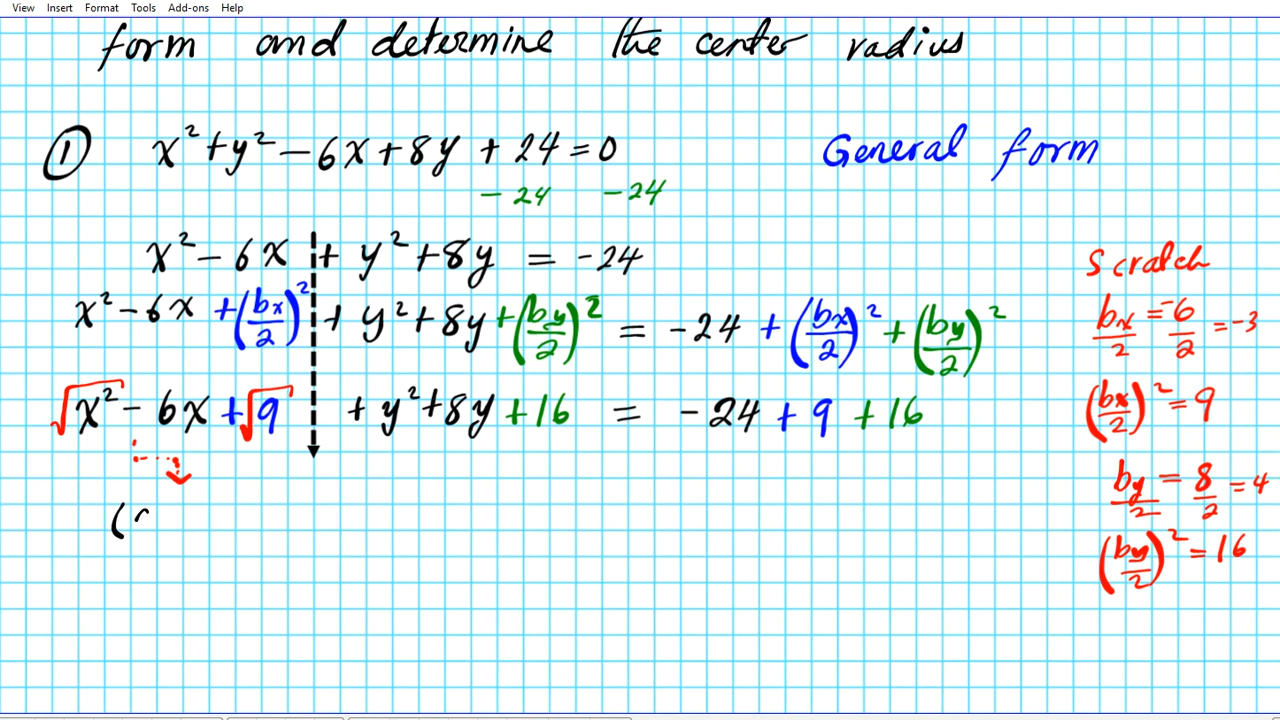 View Insert Format Tools Add-ons Help
form and determine the center radius
① x² + y² − 6x + 8y + 24 = 0 General form
− 24 − 24
x² − 6x + y² + 8y = −24
x² − 6x + (bx/2)² + y² + 8y + (by/2)² = −24 + (bx/2)² + (by/2)²
√x² − 6x + √9 + y² + 8y + 16 = −24 + 9 + 16
(
Scratch
bx/2 = −6/2 = −3
(bx/2)² = 9
by/2 = 8/2 = 4
(by/2)² = 16